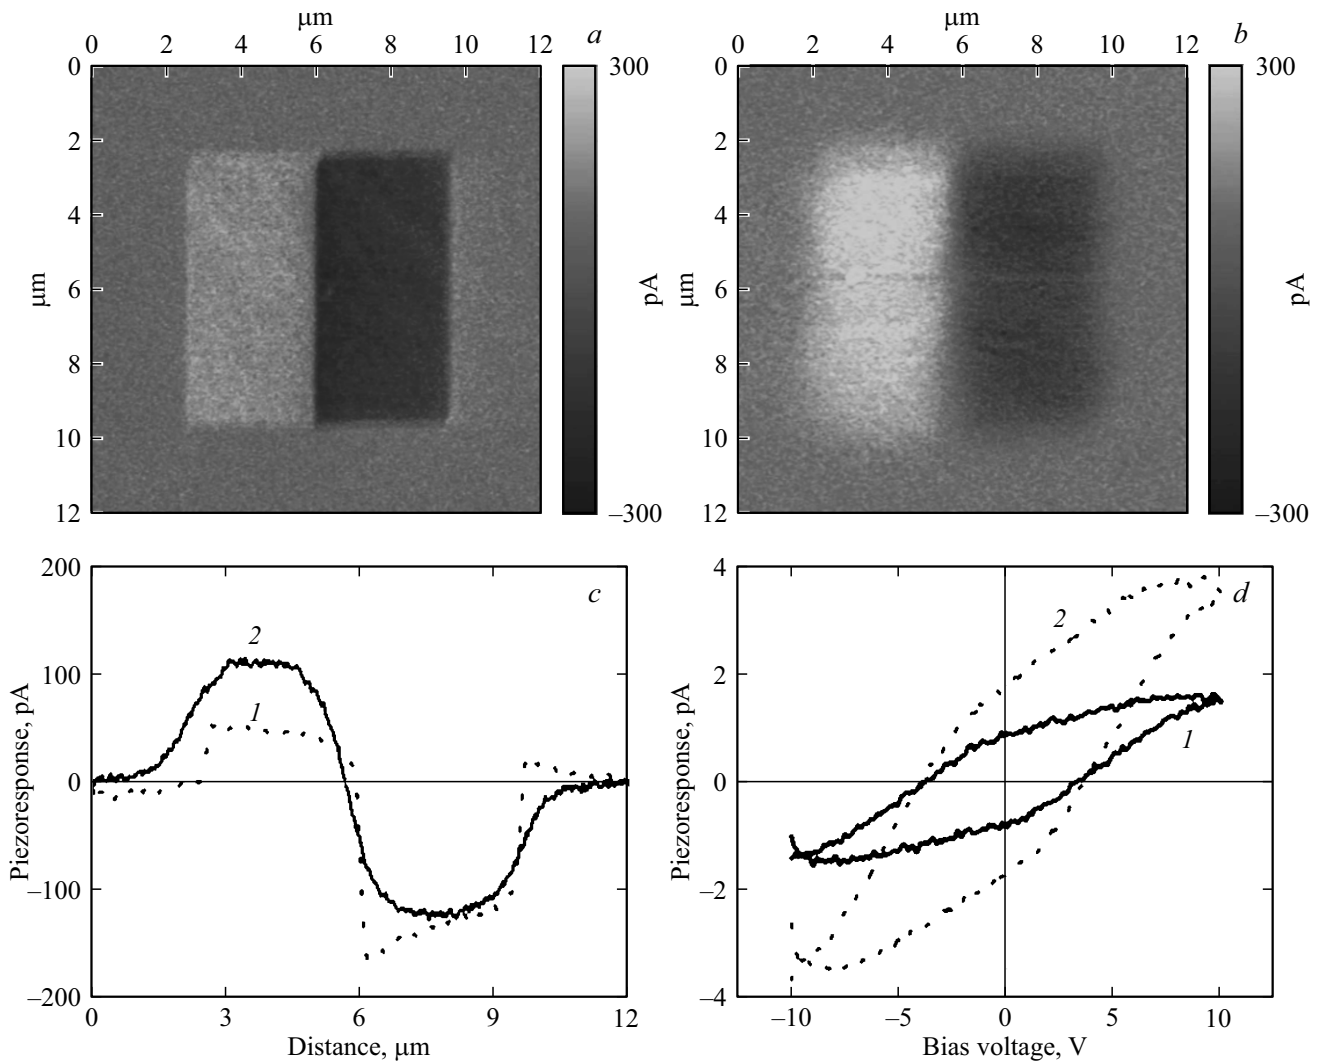 μm
0 2 4 6 8 10 12
a
0
2
4
6
8
10
12
μm
300
pA
–300
μm
0 2 4 6 8 10 12
b
0
2
4
6
8
10
12
μm
300
pA
–300
200
100
0
–100
–200
Piezoresponse, pA
c
2
1
0 3 6 9 12
Distance, μm
4
2
0
–2
–4
Piezoresponse, pA
d
2
1
–10 –5 0 5 10
Bias voltage, V